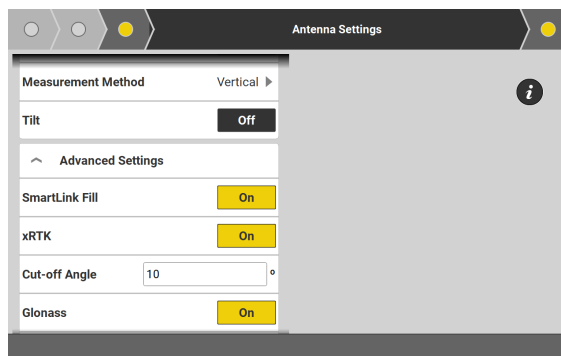 Antenna Settings
Measurement Method Vertical
i
Tilt Off
Advanced Settings
SmartLink Fill On
xRTK On
Cut-off Angle 10 °
Glonass On